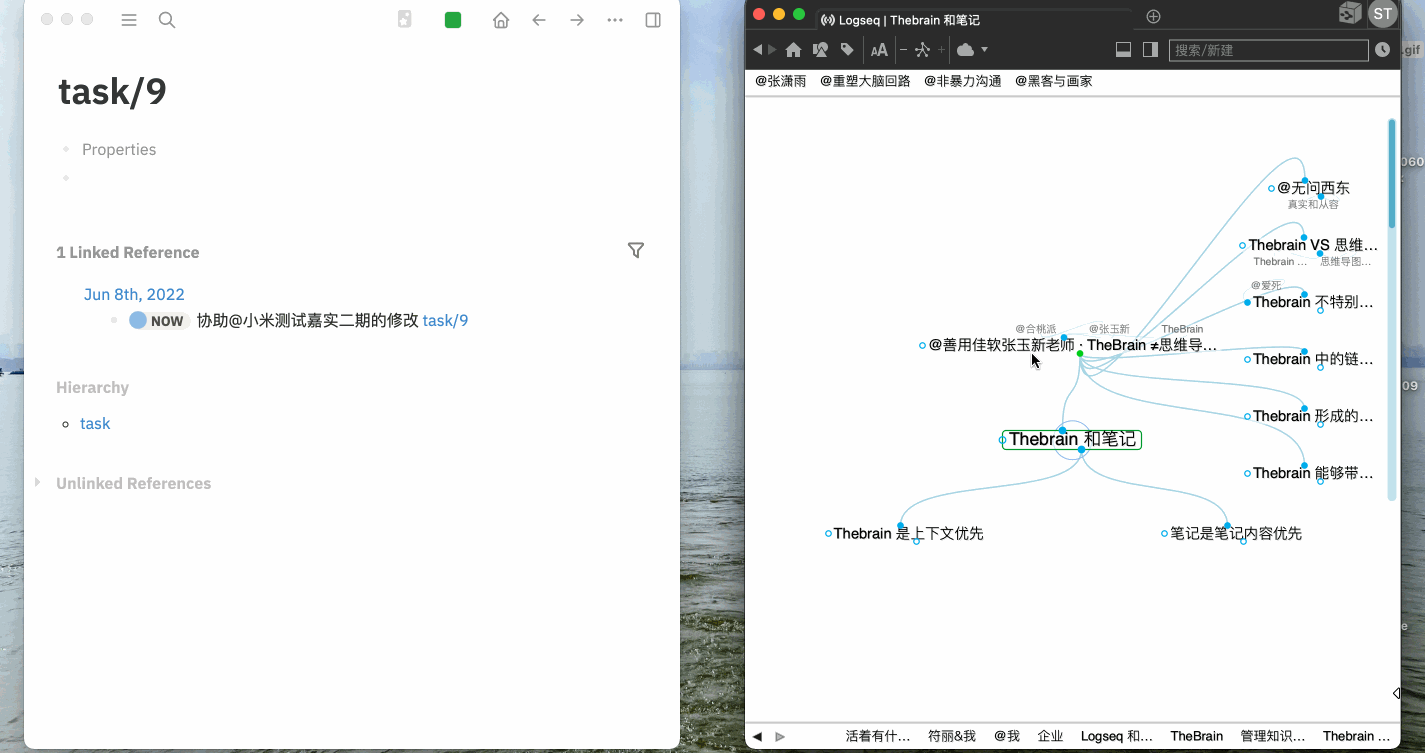 task/9
Properties
1 Linked Reference
Jun 8th, 2022
NOW 协助@小米测试嘉实二期的修改 task/9
Hierarchy
task
Unlinked References
Logseq | Thebrain 和笔记
ST
AA
搜索/新建
@张潇雨 @重塑大脑回路 @非暴力沟通 @黑客与画家
@无问西东
真实和从容
Thebrain VS 思维...
Thebrain ... 思维导图...
@爱死
Thebrain 不特别...
@合桃派 @张玉新 TheBrain
@善用佳软张玉新老师 · TheBrain ≠思维导...
Thebrain 中的链...
Thebrain 形成的...
Thebrain 和笔记
Thebrain 能够带...
Thebrain 是上下文优先
笔记是笔记内容优先
活着有什... 符丽&我 @我 企业 Logseq 和... TheBrain 管理知识... Thebrain ...
.gif
060
09
e